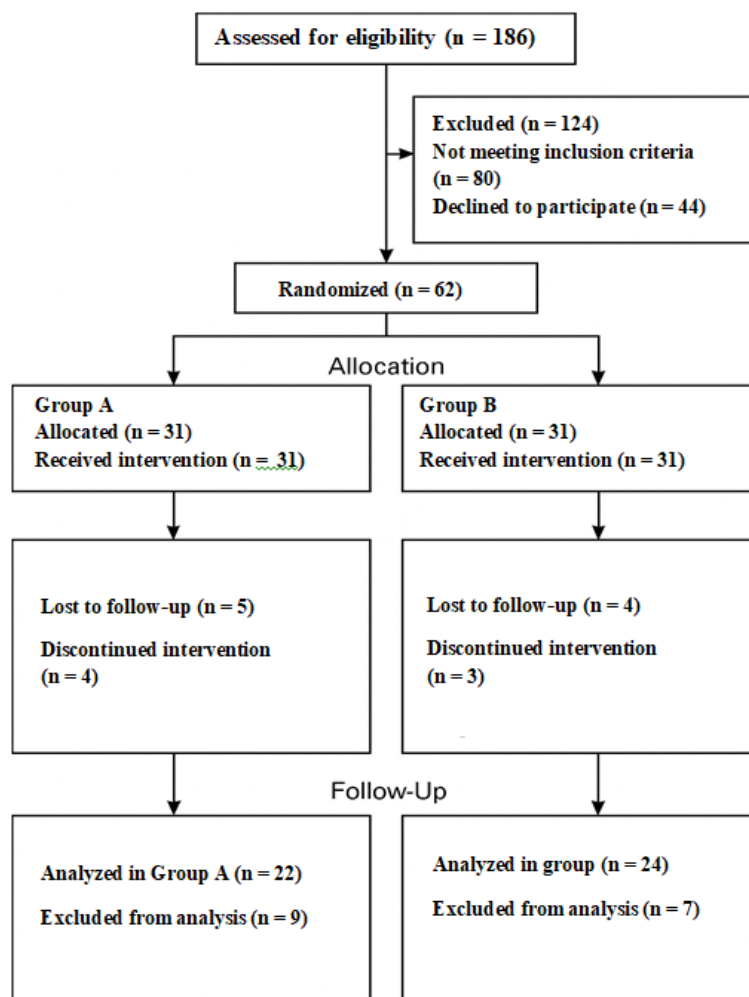 Assessed for eligibility (n = 186)
Excluded (n = 124)
Not meeting inclusion criteria
(n = 80)
Declined to participate (n = 44)
Randomized (n = 62)
Allocation
Group A
Allocated (n = 31)
Received intervention (n = 31)
Group B
Allocated (n = 31)
Received intervention (n = 31)
Lost to follow-up (n = 5)
Discontinued intervention
(n = 4)
Lost to follow-up (n = 4)
Discontinued intervention
(n = 3)
Follow-Up
Analyzed in Group A (n = 22)
Excluded from analysis (n = 9)
Analyzed in group (n = 24)
Excluded from analysis (n = 7)